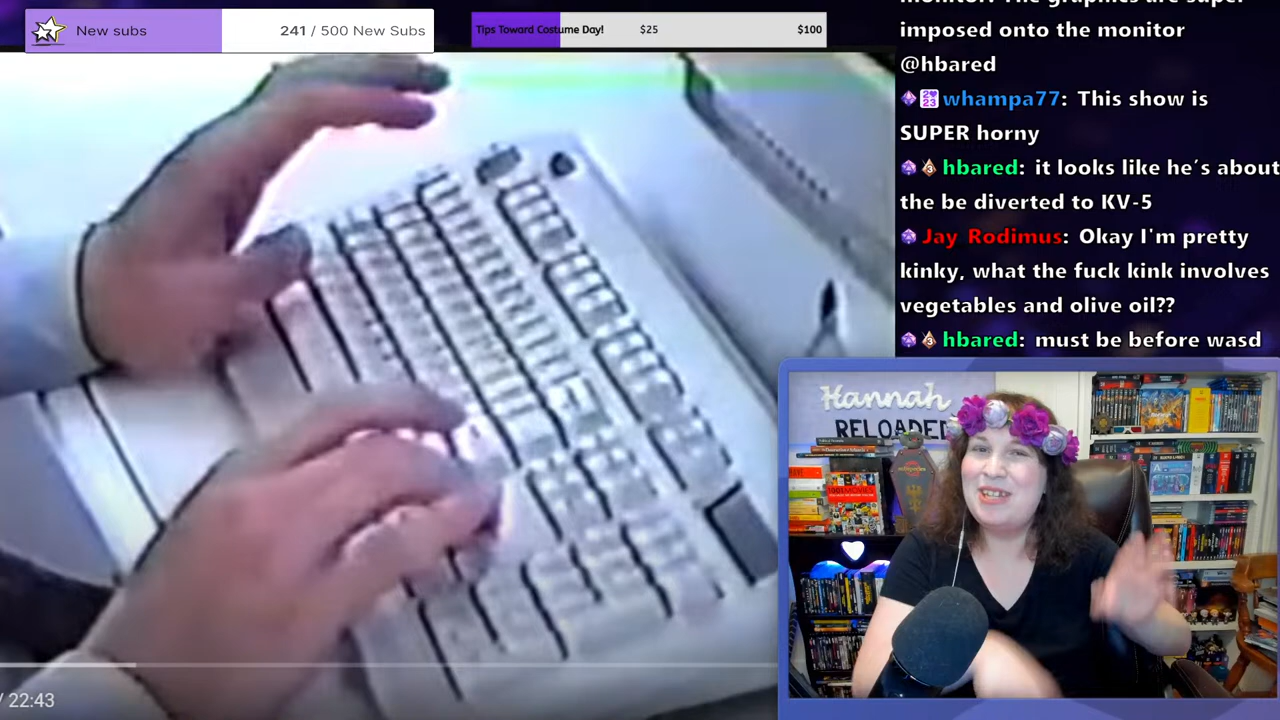 New subs
241 / 500 New Subs
Tips Toward Costume Day!
$25
$100
imposed onto the monitor
@hbared
whampa77: This show is
SUPER horny
hbared: it looks like he's about
the be diverted to KV-5
Jay Rodimus: Okay I'm pretty
kinky, what the fuck kink involves
vegetables and olive oil??
hbared: must be before wasd
Hannah
RELOADED
/ 22:43